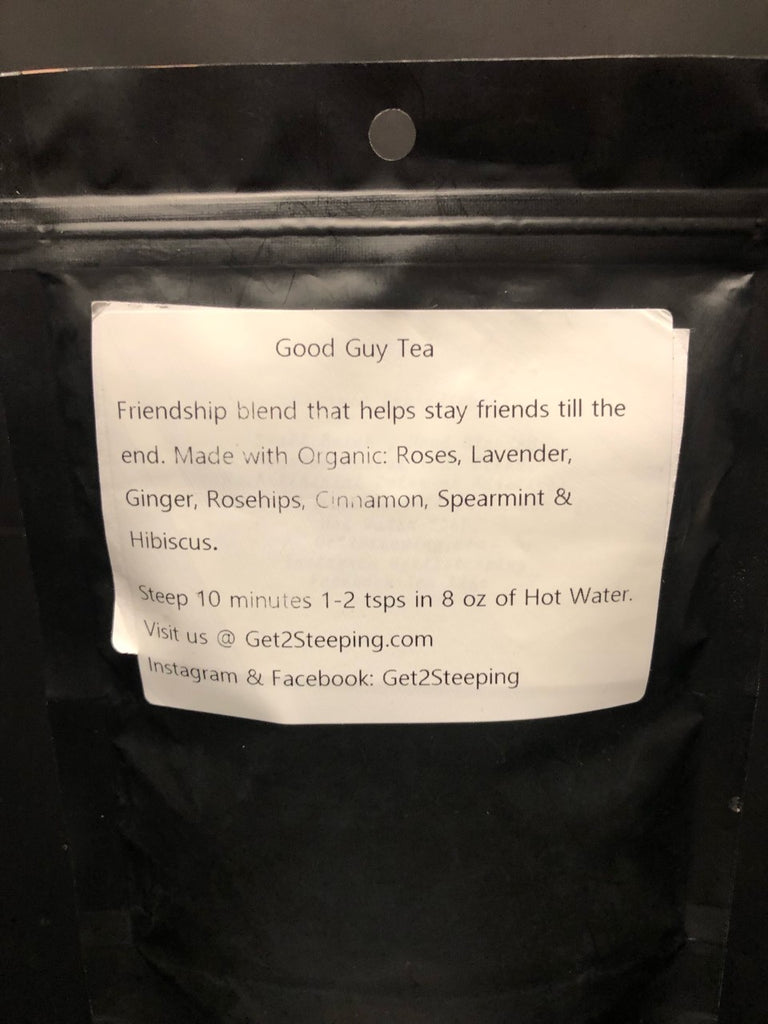 Good Guy Tea
Friendship blend that helps stay friends till the
end. Made with Organic: Roses, Lavender,
Ginger, Rosehips, Cinnamon, Spearmint &
Hibiscus.
Steep 10 minutes 1-2 tsps in 8 oz of Hot Water.
Visit us @ Get2Steeping.com
Instagram & Facebook: Get2Steeping